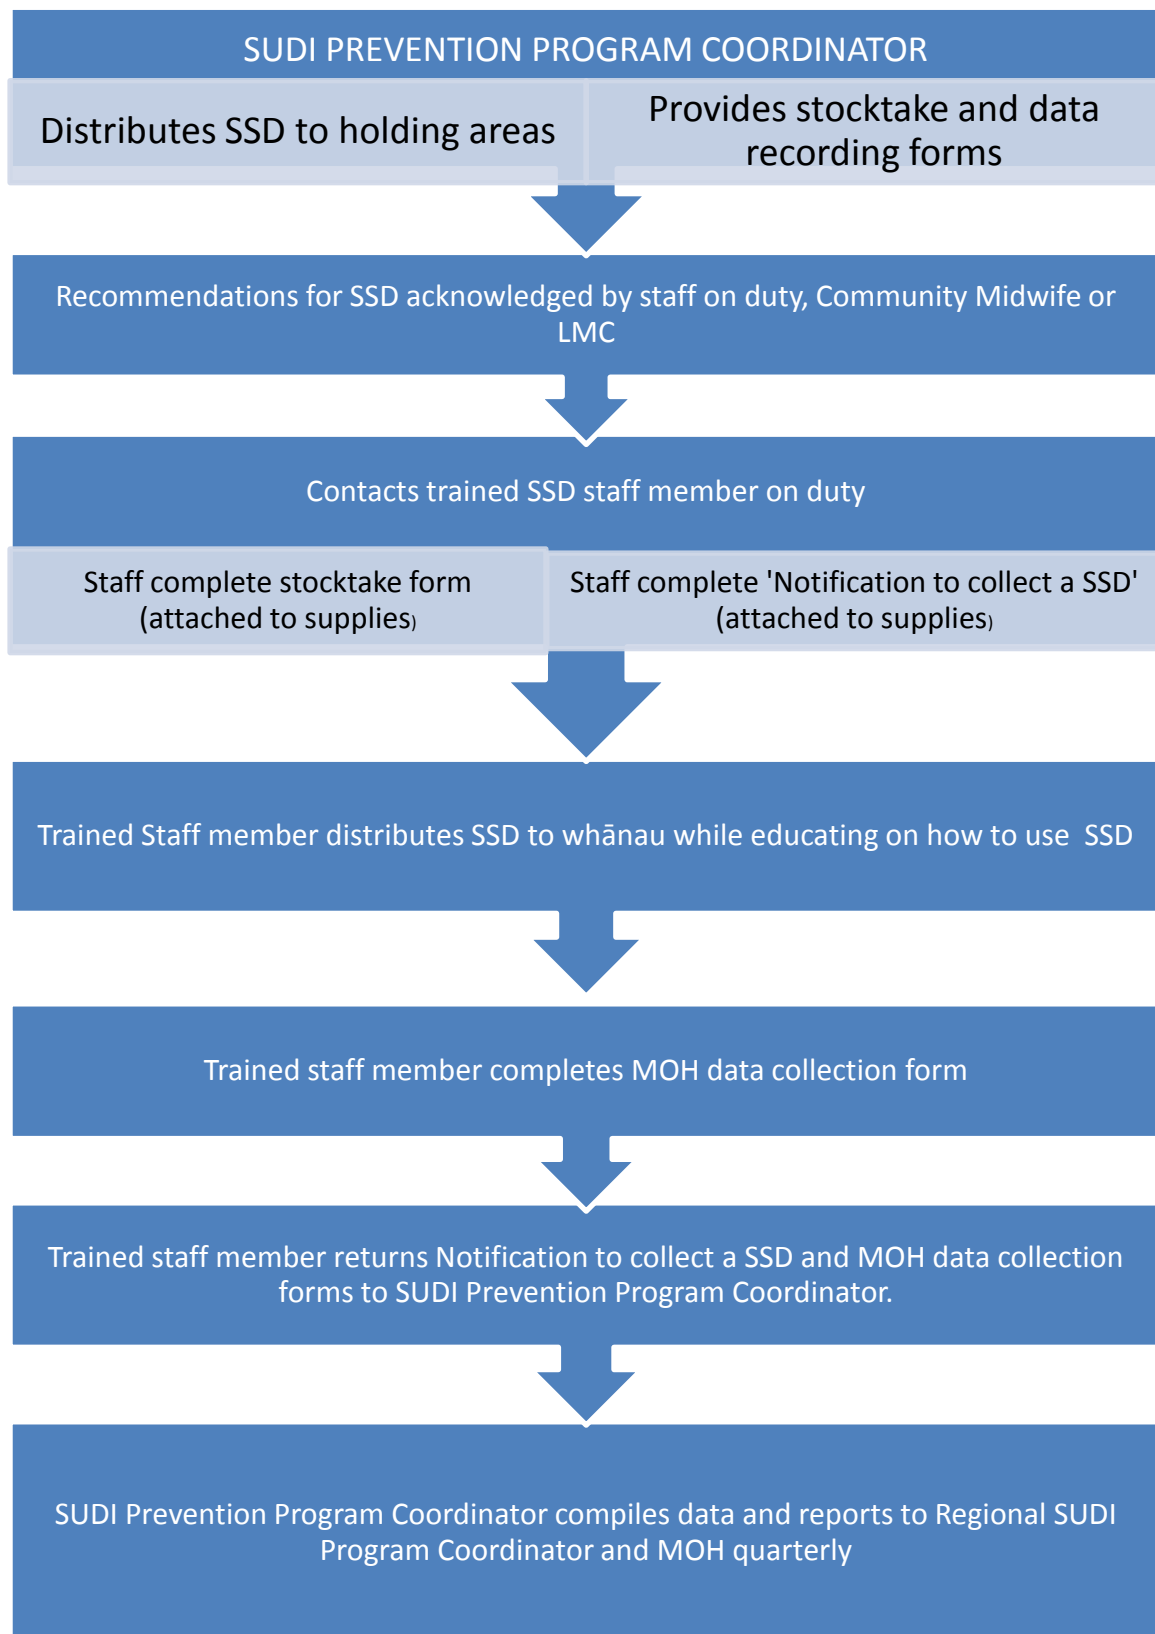 SUDI PREVENTION PROGRAM COORDINATOR
Distributes SSD to holding areas
Provides stocktake and data
recording forms
Recommendations for SSD acknowledged by staff on duty, Community Midwife or
LMC
Contacts trained SSD staff member on duty
Staff complete stocktake form
(attached to supplies)
Staff complete 'Notification to collect a SSD'
(attached to supplies)
Trained Staff member distributes SSD to whānau while educating on how to use  SSD
Trained staff member completes MOH data collection form
Trained staff member returns Notification to collect a SSD and MOH data collection
forms to SUDI Prevention Program Coordinator.
SUDI Prevention Program Coordinator compiles data and reports to Regional SUDI
Program Coordinator and MOH quarterly